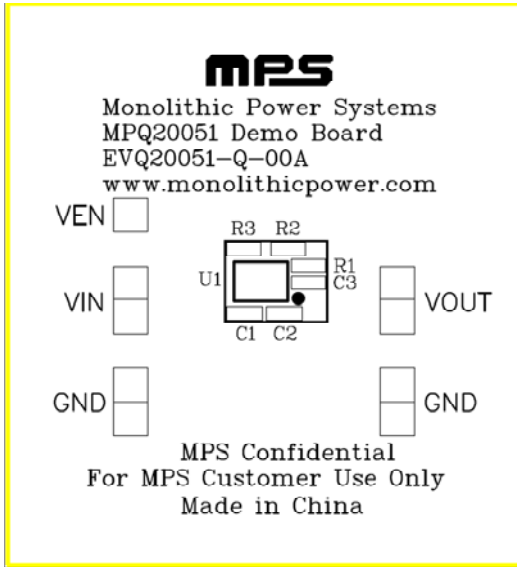 MPS
Monolithic Power Systems
MPQ20051 Demo Board
EVQ20051-Q-00A
www.monolithicpower.com
VEN
R3 R2
U1
R1
C3
VIN
VOUT
C1 C2
GND
GND
MPS Confidential
For MPS Customer Use Only
Made in China